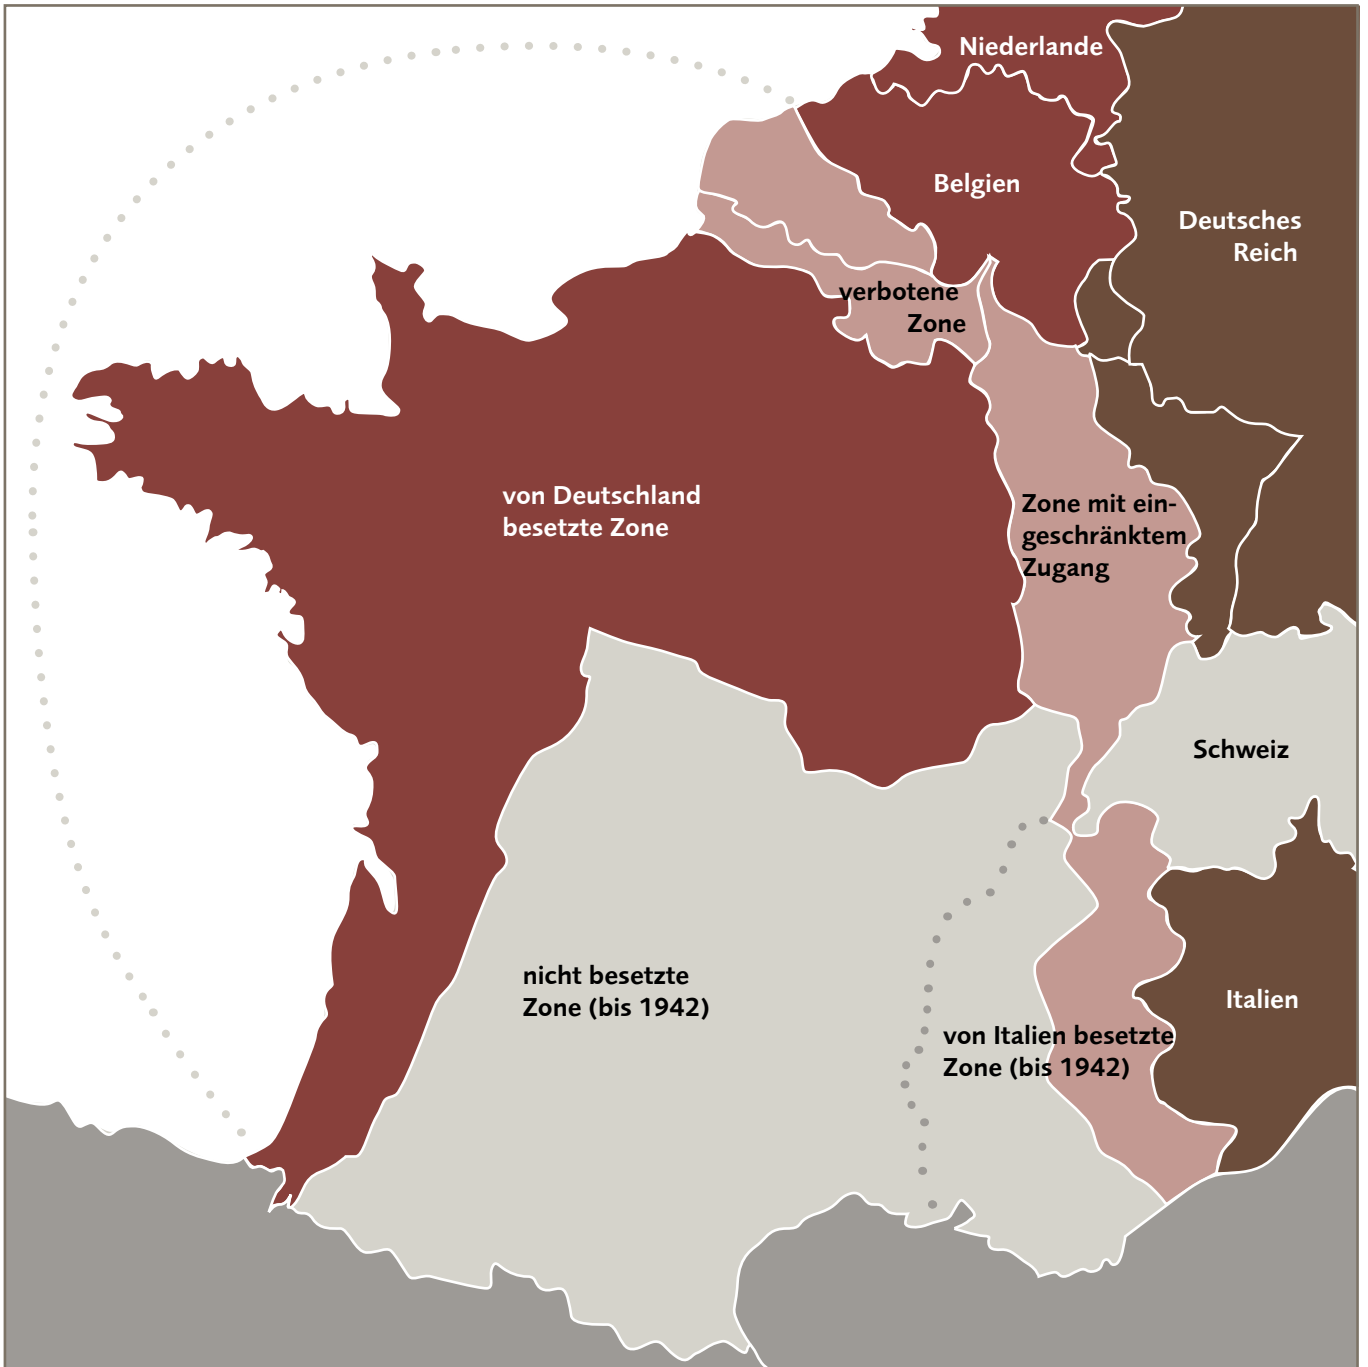 Niederlande
Belgien
Deutsches
Reich
verbotene
Zone
von Deutschland
besetzte Zone
Zone mit ein-
geschränktem
Zugang
Schweiz
nicht besetzte
Zone (bis 1942)
Italien
von Italien besetzte
Zone (bis 1942)